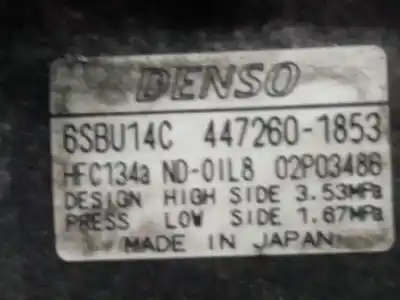 DENSO
6SBU14C 447260-1853
HFC134a ND-OIL8 02P03486
DESIGN HIGH SIDE 3.53MPa
PRESS LOW SIDE 1.67MPa
MADE IN JAPAN